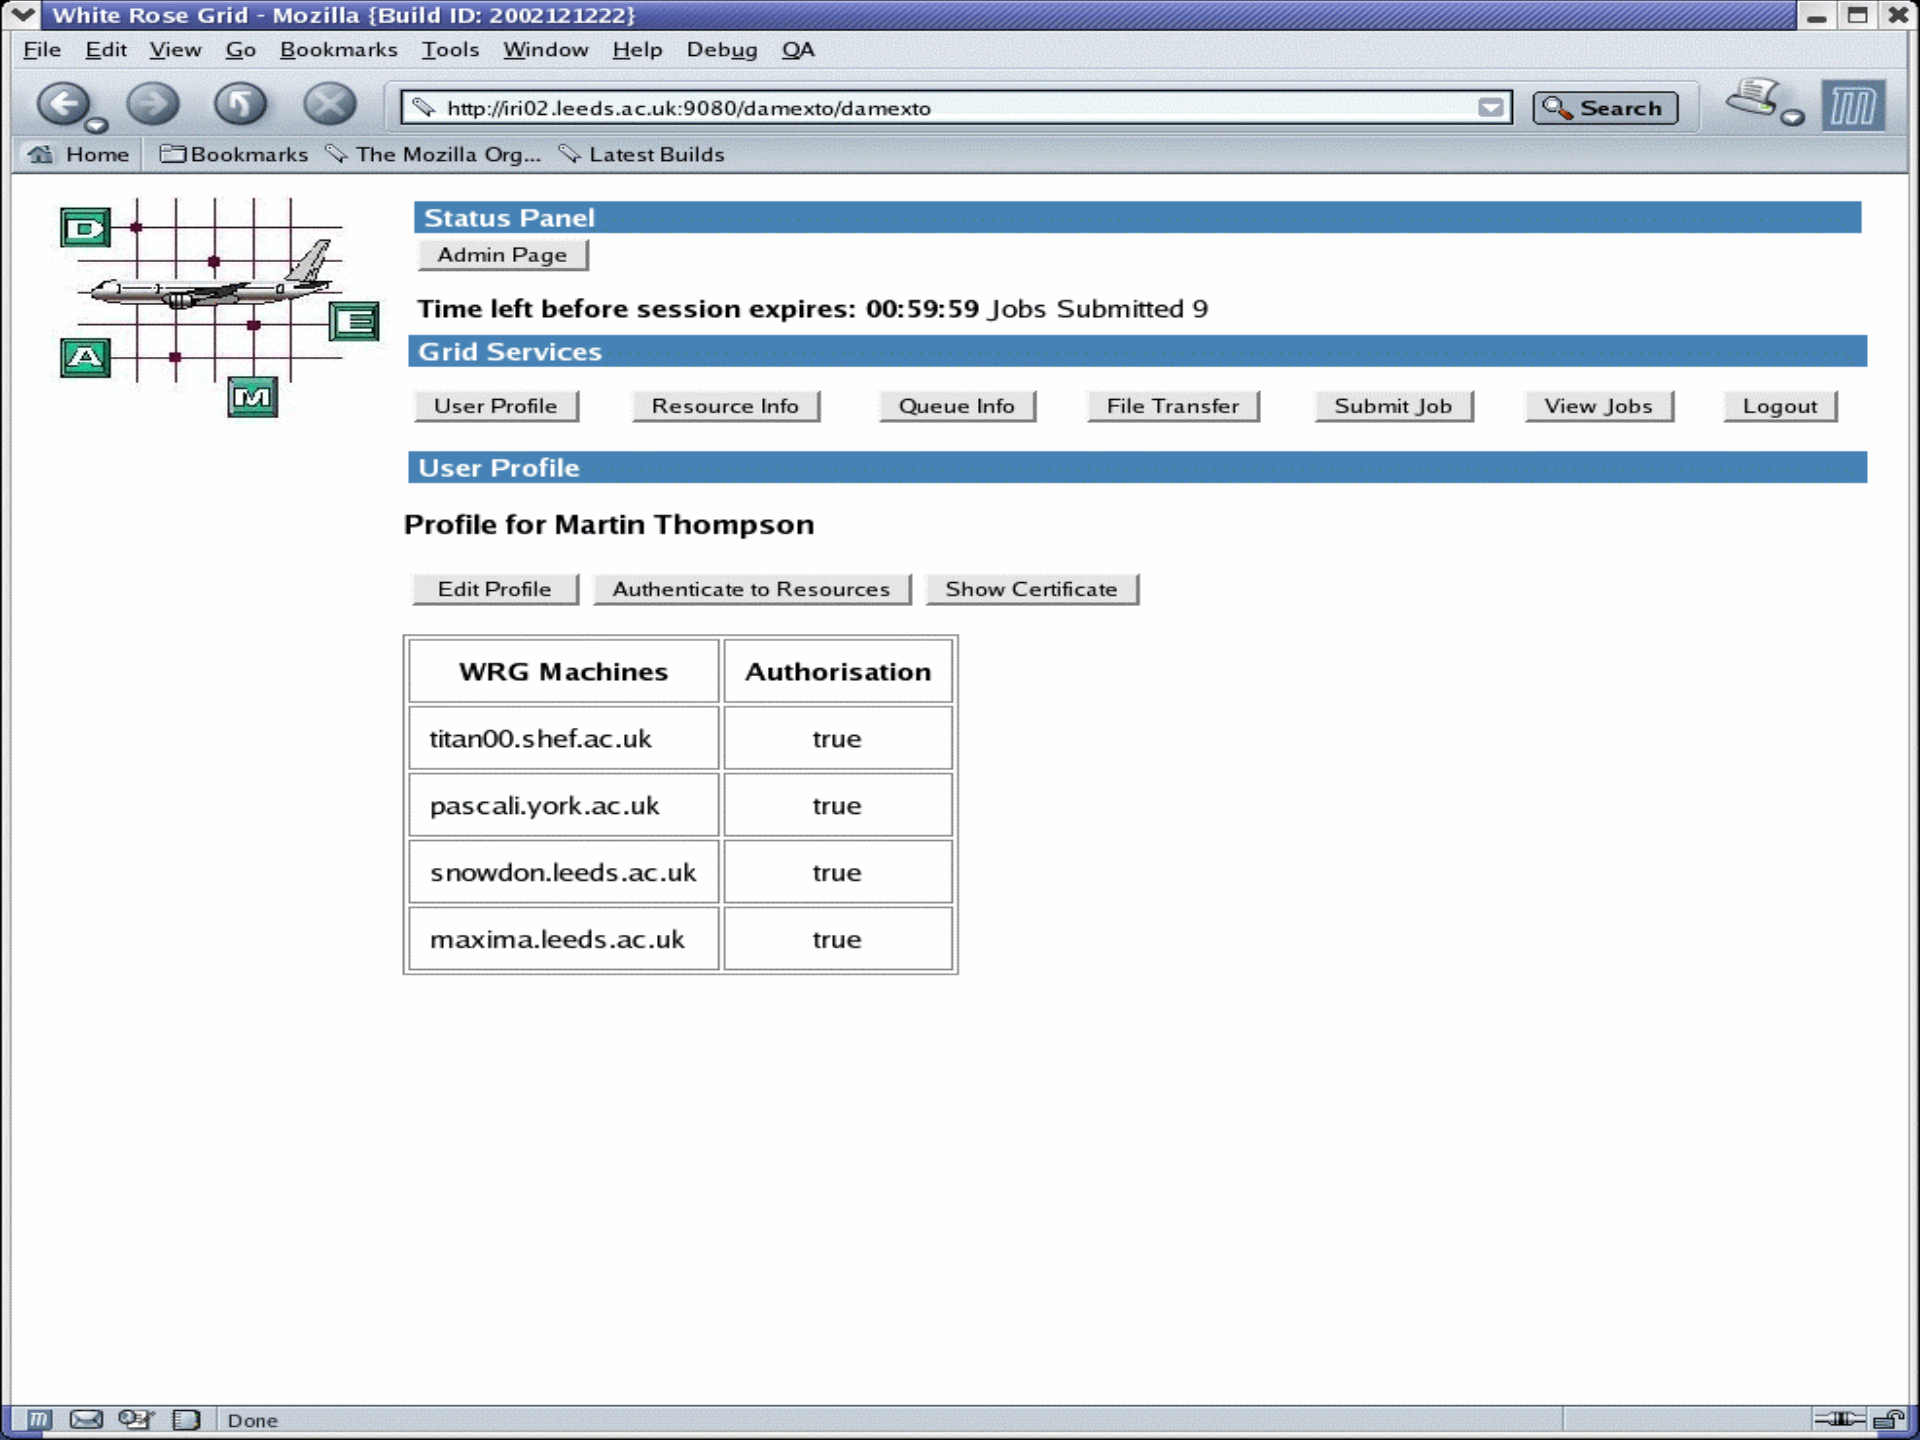 White Rose Grid - Mozilla {Build ID: 2002121222}
File Edit View Go Bookmarks Tools Window Help Debug QA
http://iri02.leeds.ac.uk:9080/damexto/damexto Search m
Home Bookmarks The Mozilla Org... Latest Builds
D
A
M
E
Status Panel
Admin Page
Time left before session expires: 00:59:59 Jobs Submitted 9
Grid Services
User Profile Resource Info Queue Info File Transfer Submit Job View Jobs Logout
User Profile
Profile for Martin Thompson
Edit Profile Authenticate to Resources Show Certificate
WRG Machines Authorisation
titan00.shef.ac.uk true
pascali.york.ac.uk true
snowdon.leeds.ac.uk true
maxima.leeds.ac.uk true
m Done